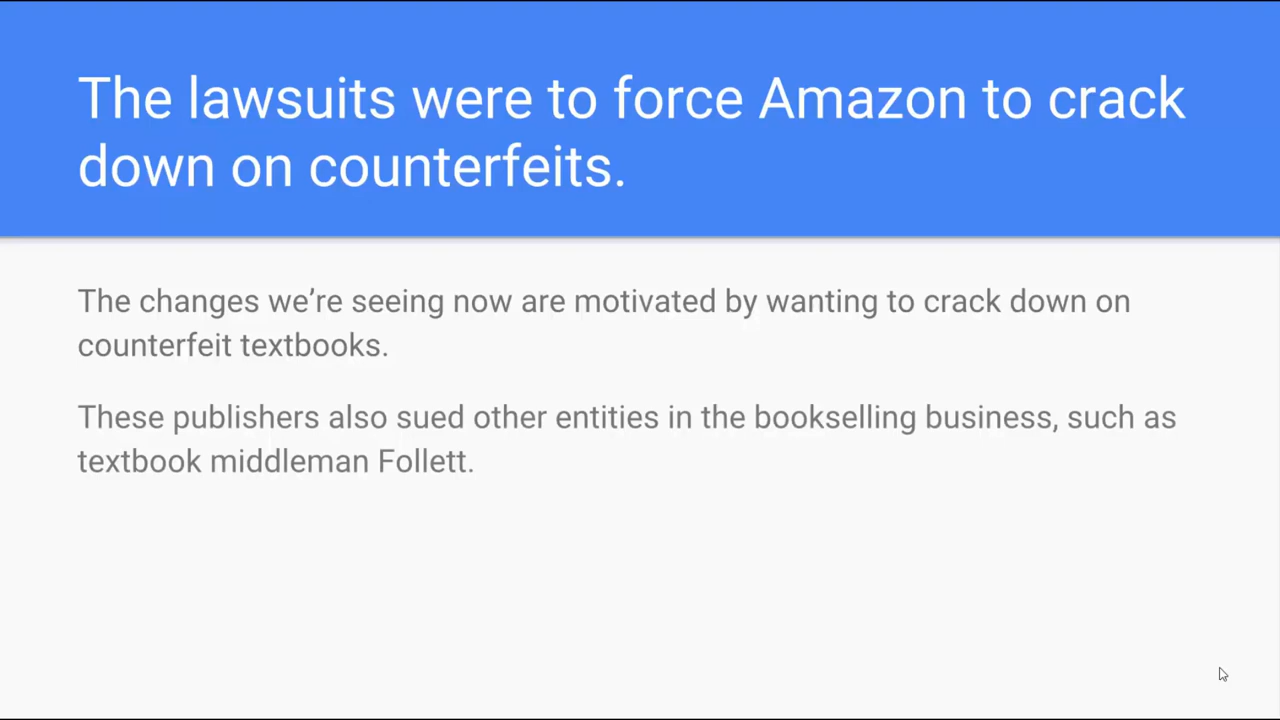 The lawsuits were to force Amazon to crack
down on counterfeits.
The changes we’re seeing now are motivated by wanting to crack down on
counterfeit textbooks.
These publishers also sued other entities in the bookselling business, such as
textbook middleman Follett.